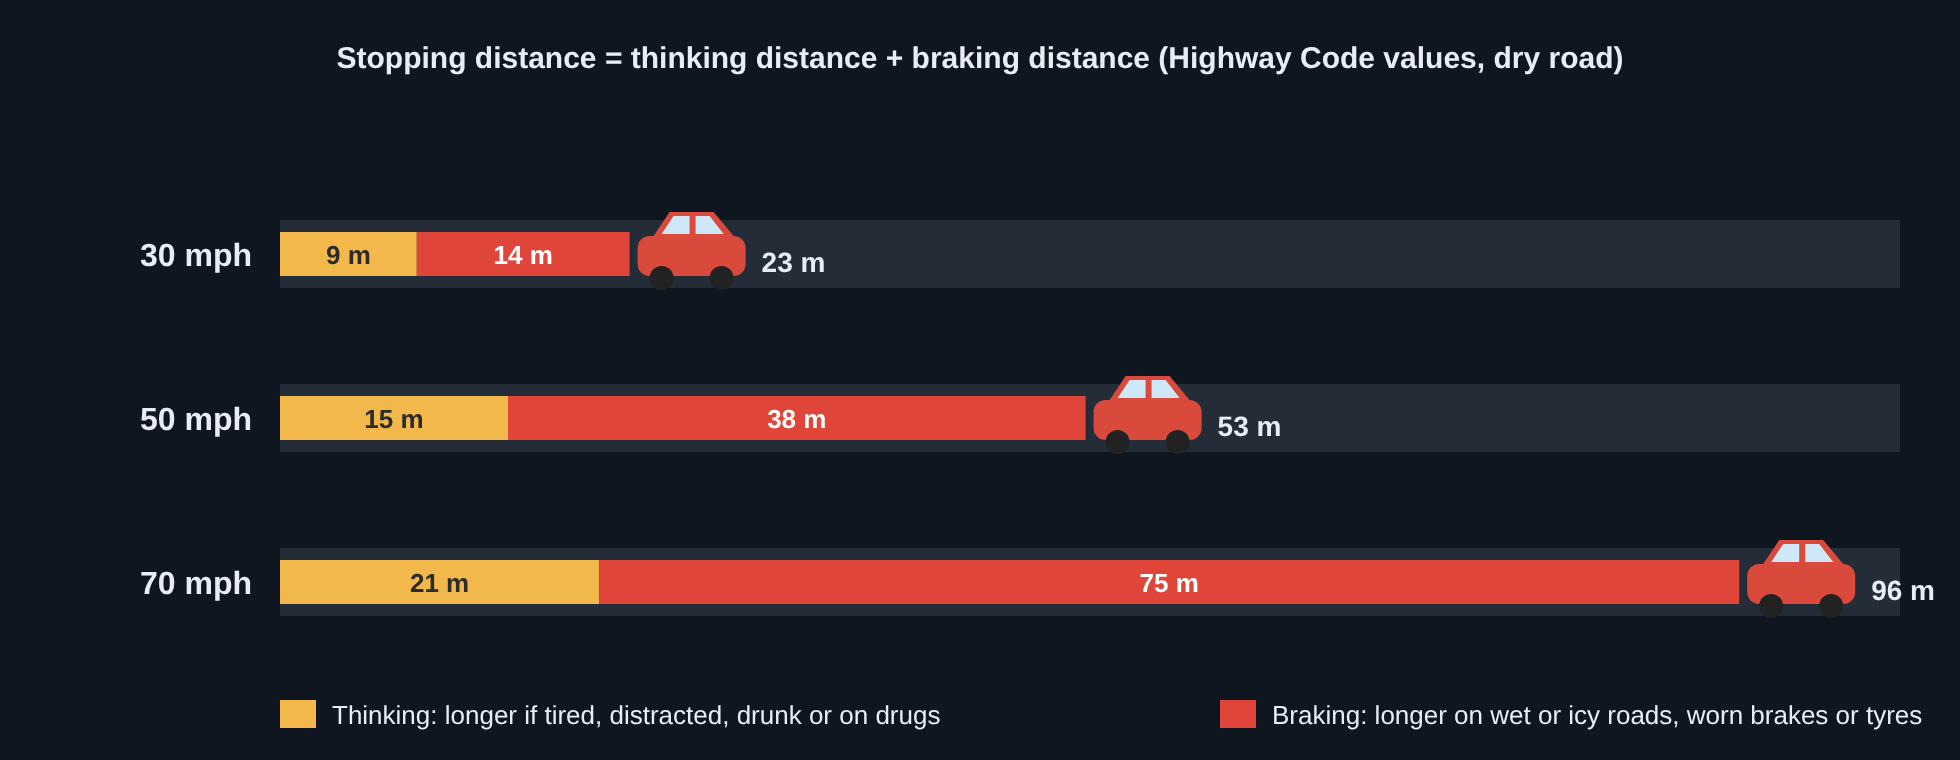 Stopping distance = thinking distance + braking distance (Highway Code values, dry road)
30 mph 9 m 14 m 23 m
50 mph 15 m 38 m 53 m
70 mph 21 m 75 m 96 m
Thinking: longer if tired, distracted, drunk or on drugs
Braking: longer on wet or icy roads, worn brakes or tyres